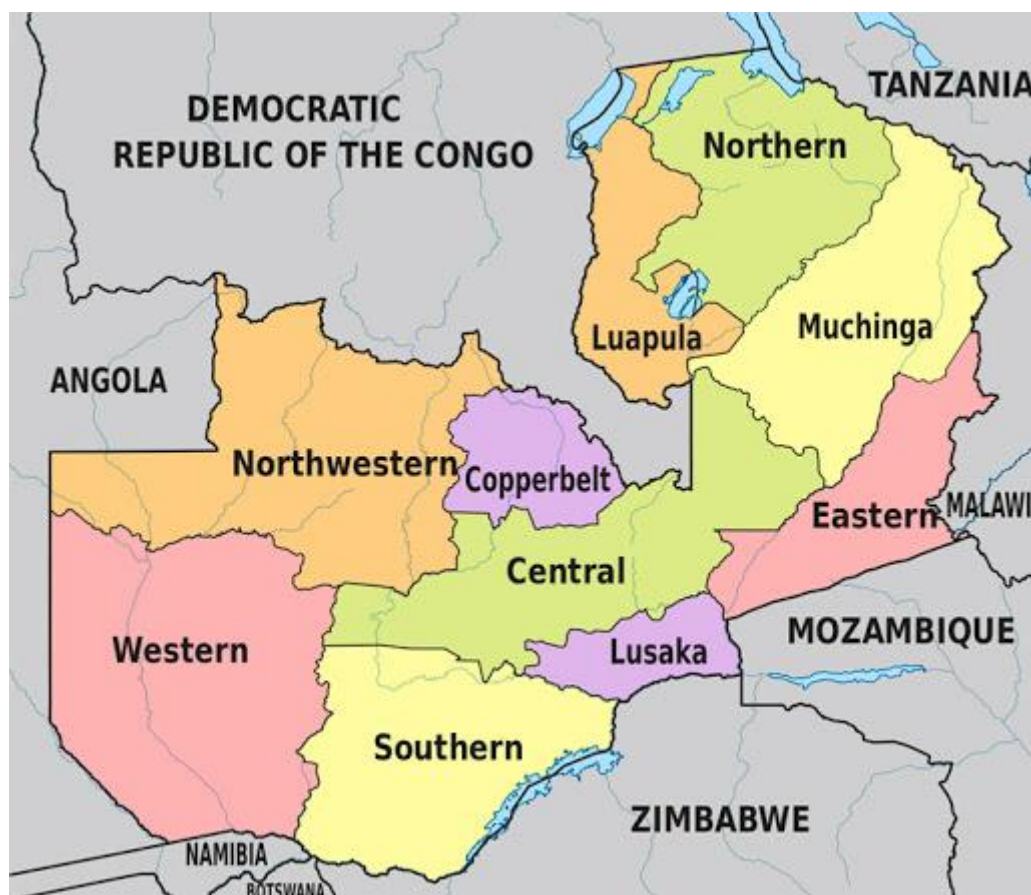 DEMOCRATIC
REPUBLIC OF THE CONGO
TANZANIA
Northern
Luapula
Muchinga
ANGOLA
Northwestern
Copperbelt
Eastern
MALAWI
Central
Western
Lusaka
MOZAMBIQUE
Southern
ZIMBABWE
NAMIBIA
BOTSWANA